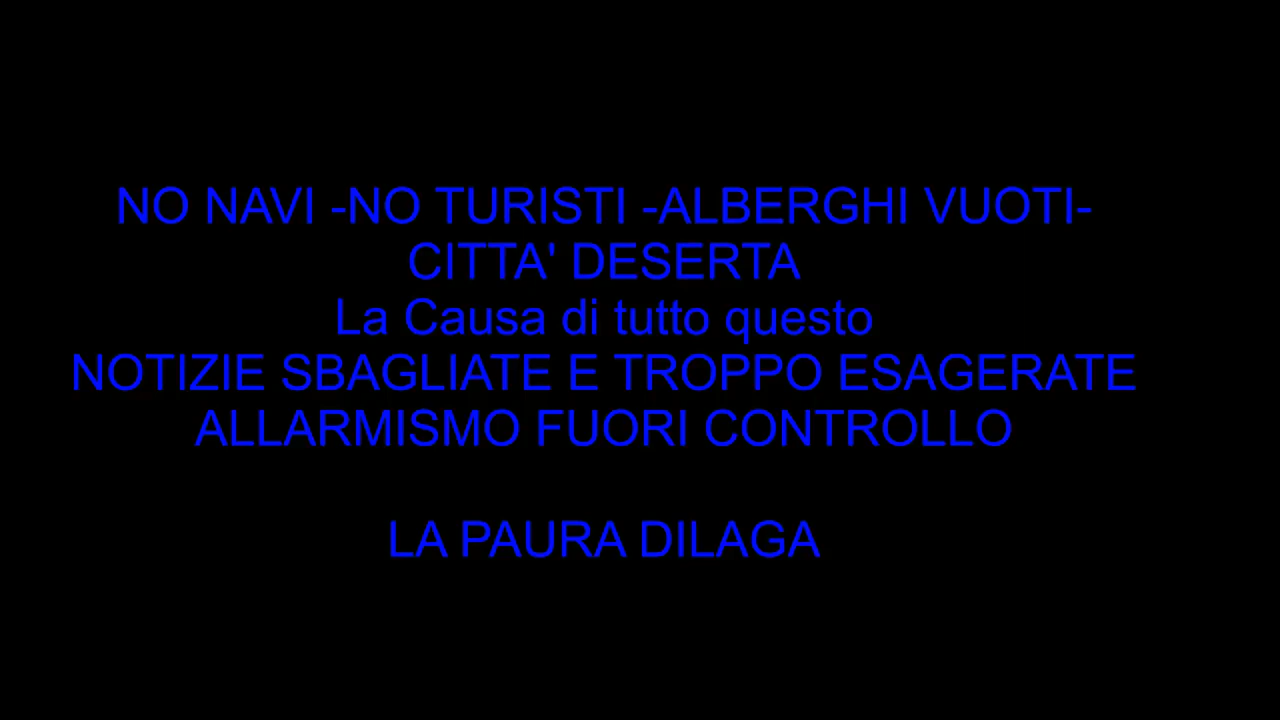 NO NAVI -NO TURISTI -ALBERGHI VUOTI-
CITTA' DESERTA
La Causa di tutto questo
NOTIZIE SBAGLIATE E TROPPO ESAGERATE
ALLARMISMO FUORI CONTROLLO
LA PAURA DILAGA